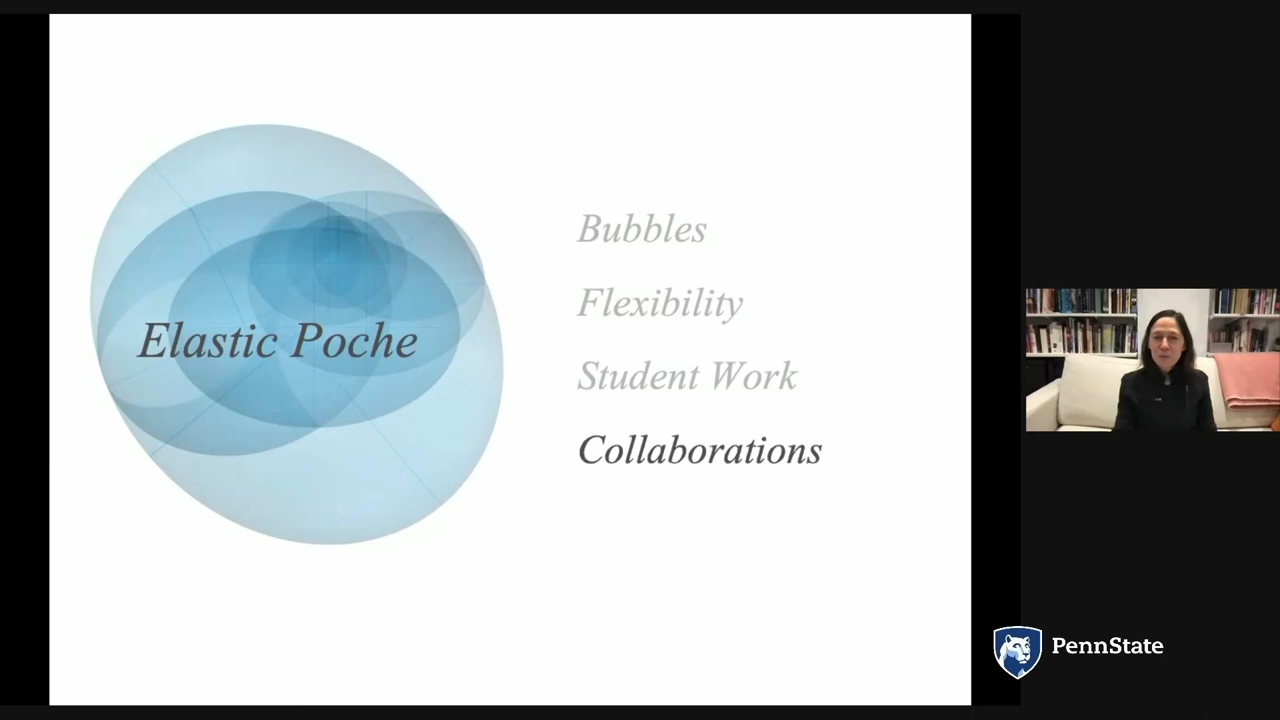 Elastic Poche
Bubbles
Flexibility
Student Work
Collaborations
PennState